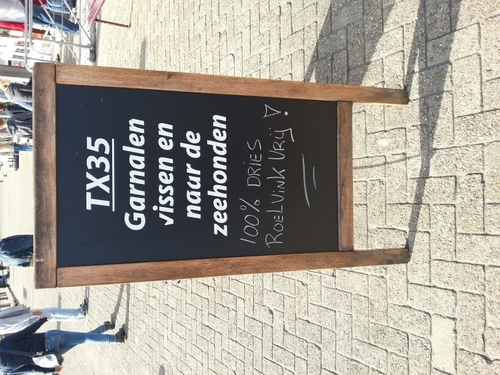 TX35
Garnalen
vissen en
naar de
zeehonden
100% DRIES
ROELVINK VRIJ!